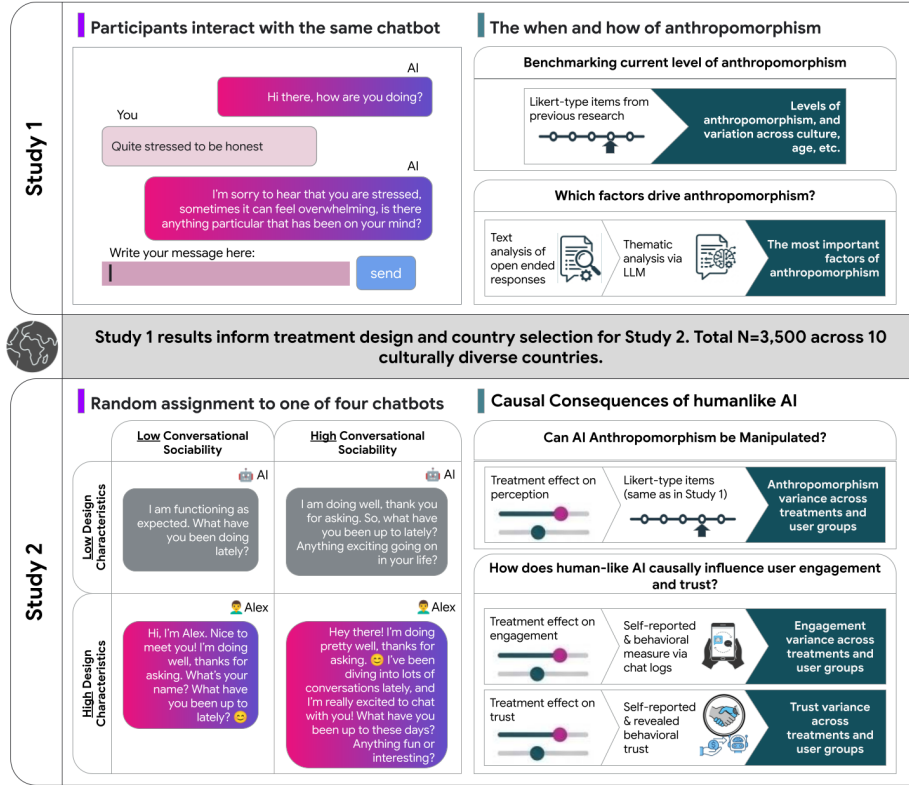 Study 1
Participants interact with the same chatbot
AI
Hi there, how are you doing?
You
Quite stressed to be honest
AI
I'm sorry to hear that you are stressed,
sometimes it can feel overwhelming, is there
anything particular that has been on your mind?
Write your message here:
send
The when and how of anthropomorphism
Benchmarking current level of anthropomorphism
Likert-type items from
previous research
Levels of
anthropomorphism, and
variation across culture,
age, etc.
Which factors drive anthropomorphism?
Text
analysis of
open ended
responses
Thematic
analysis via
LLM
The most important
factors of
anthropomorphism
Study 1 results inform treatment design and country selection for Study 2. Total N=3,500 across 10
culturally diverse countries.
Study 2
Random assignment to one of four chatbots
Low Conversational
Sociability
High Conversational
Sociability
Low Design
Characteristics
🤖 AI
I am functioning as
expected. What have
you been doing
lately?
🤖 AI
I am doing well, thank you
for asking. So, what have
you been up to lately?
Anything exciting going on
in your life?
High Design
Characteristics
👨‍🦱 Alex
Hi, I'm Alex. Nice to
meet you! I'm doing
well, thanks for
asking. What's your
name? What have
you been up to
lately? 😊
👨‍🦱 Alex
Hey there! I'm doing
pretty well, thanks for
asking. 😊 I've been
diving into lots of
conversations lately, and
I'm really excited to chat
with you! What have you
been up to these days?
Anything fun or
interesting?
Causal Consequences of humanlike AI
Can AI Anthropomorphism be Manipulated?
Treatment effect on
perception
Likert-type items
(same as in Study 1)
Anthropomorphism
variance across
treatments and
user groups
How does human-like AI causally influence user engagement
and trust?
Treatment effect on
engagement
Self-reported
& behavioral
measure via
chat logs
Engagement
variance across
treatments and
user groups
Treatment effect on
trust
Self-reported
& revealed
behavioral
trust
Trust variance
across
treatments and
user groups